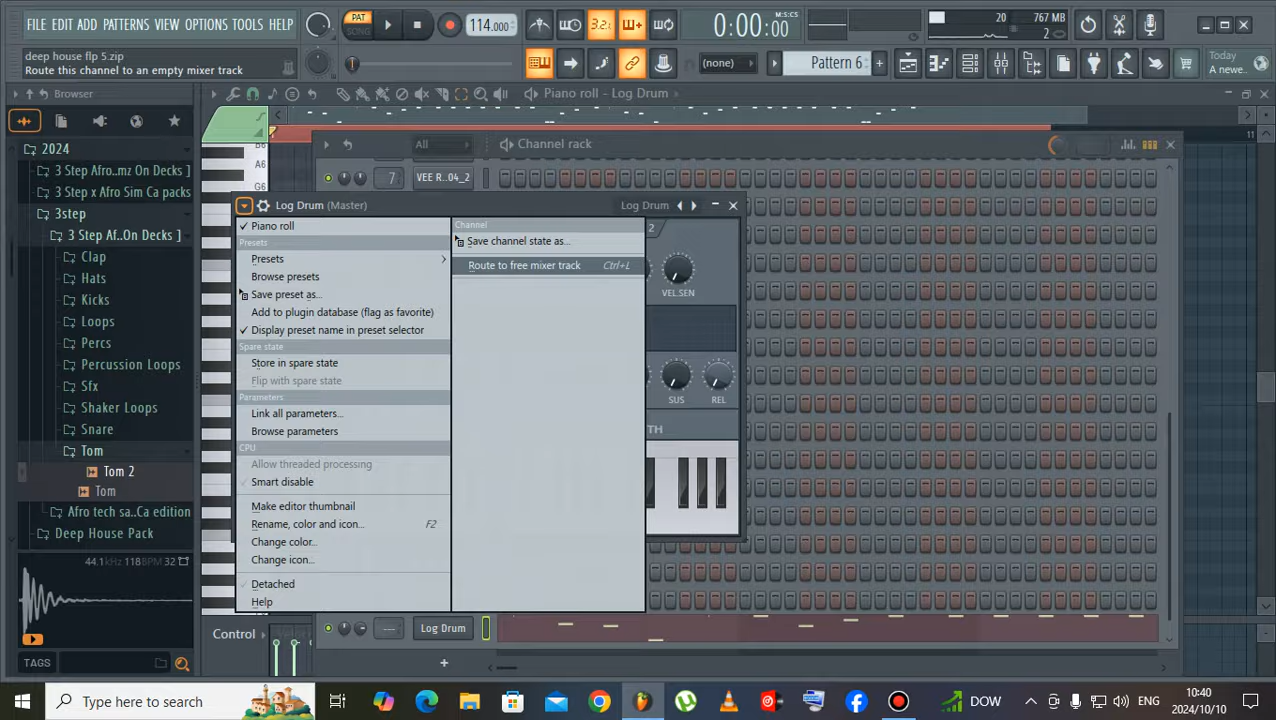 FILE EDIT ADD PATTERNS VIEW OPTIONS TOOLS HELP
PAT
SONG
114.000
3.2.
0:00:00
M:S:CS
20
767 MB
2
deep house flp 5.zip
Route this channel to an empty mixer track
(none)
Pattern 6
Today
A newe..
Browser
Piano roll - Log Drum
11
2024
3 Step Afro..mz On Decks ]
3 Step x Afro Sim Ca packs
3step
3 Step Af..On Decks ]
Clap
Hats
Kicks
Loops
Percs
Percussion Loops
Sfx
Shaker Loops
Snare
Tom
Tom 2
Tom
Afro tech sa..Ca edition
Deep House Pack
44.1kHz 118BPM 32
TAGS
B6
A6
G6
All
Channel rack
7
VEE R..04_2
Log Drum (Master)
Log Drum
Piano roll
Presets
Presets
Browse presets
Save preset as...
Add to plugin database (flag as favorite)
Display preset name in preset selector
Spare state
Store in spare state
Flip with spare state
Parameters
Link all parameters...
Browse parameters
CPU
Allow threaded processing
Smart disable
Make editor thumbnail
Rename, color and icon... F2
Change color...
Change icon...
Detached
Help
Channel
Save channel state as...
Route to free mixer track Ctrl+L
2
VEL.SEN
SUS
REL
TH
Control
---
Log Drum
Type here to search
DOW
ENG
10:40
2024/10/10